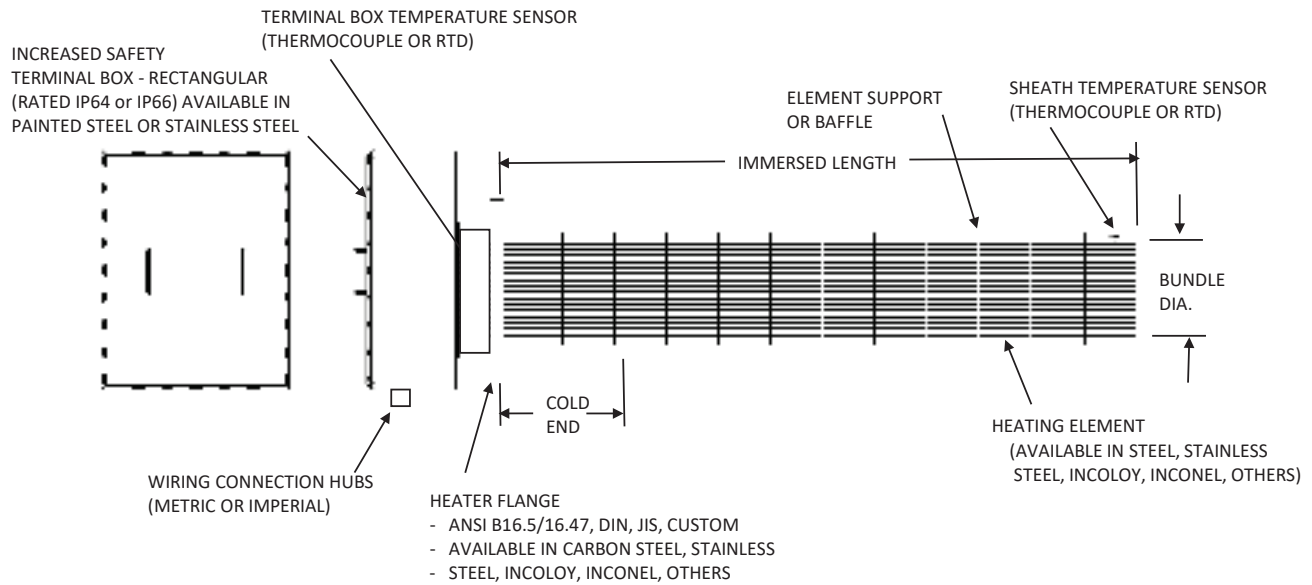 TERMINAL BOX TEMPERATURE SENSOR
(THERMOCOUPLE OR RTD)
INCREASED SAFETY
TERMINAL BOX - RECTANGULAR
(RATED IP64 or IP66) AVAILABLE IN
PAINTED STEEL OR STAINLESS STEEL
ELEMENT SUPPORT
OR BAFFLE
SHEATH TEMPERATURE SENSOR
(THERMOCOUPLE OR RTD)
IMMERSED LENGTH
BUNDLE
DIA.
COLD
END
HEATING ELEMENT
(AVAILABLE IN STEEL, STAINLESS
STEEL, INCOLOY, INCONEL, OTHERS)
WIRING CONNECTION HUBS
(METRIC OR IMPERIAL)
HEATER FLANGE
- ANSI B16.5/16.47, DIN, JIS, CUSTOM
- AVAILABLE IN CARBON STEEL, STAINLESS
- STEEL, INCOLOY, INCONEL, OTHERS